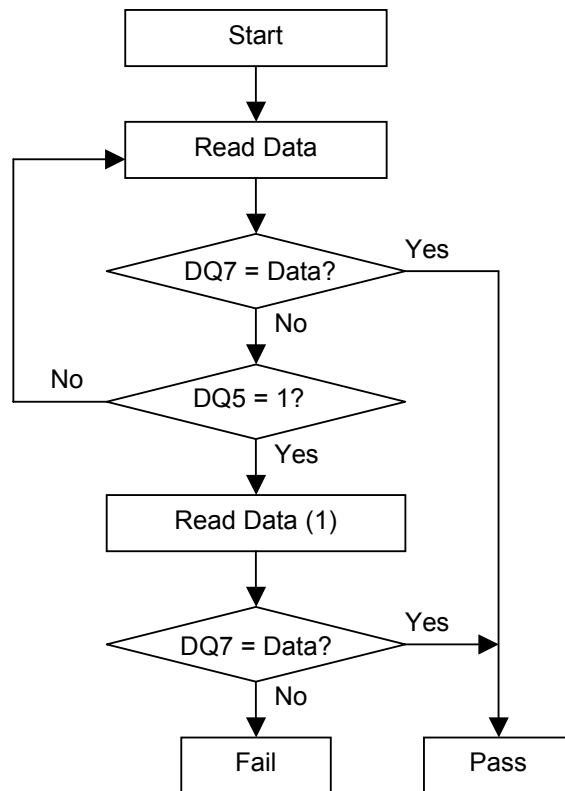 Start
Read Data
Yes
DQ7 = Data?
No
No
DQ5 = 1?
Yes
Read Data (1)
Yes
DQ7 = Data?
No
Fail
Pass